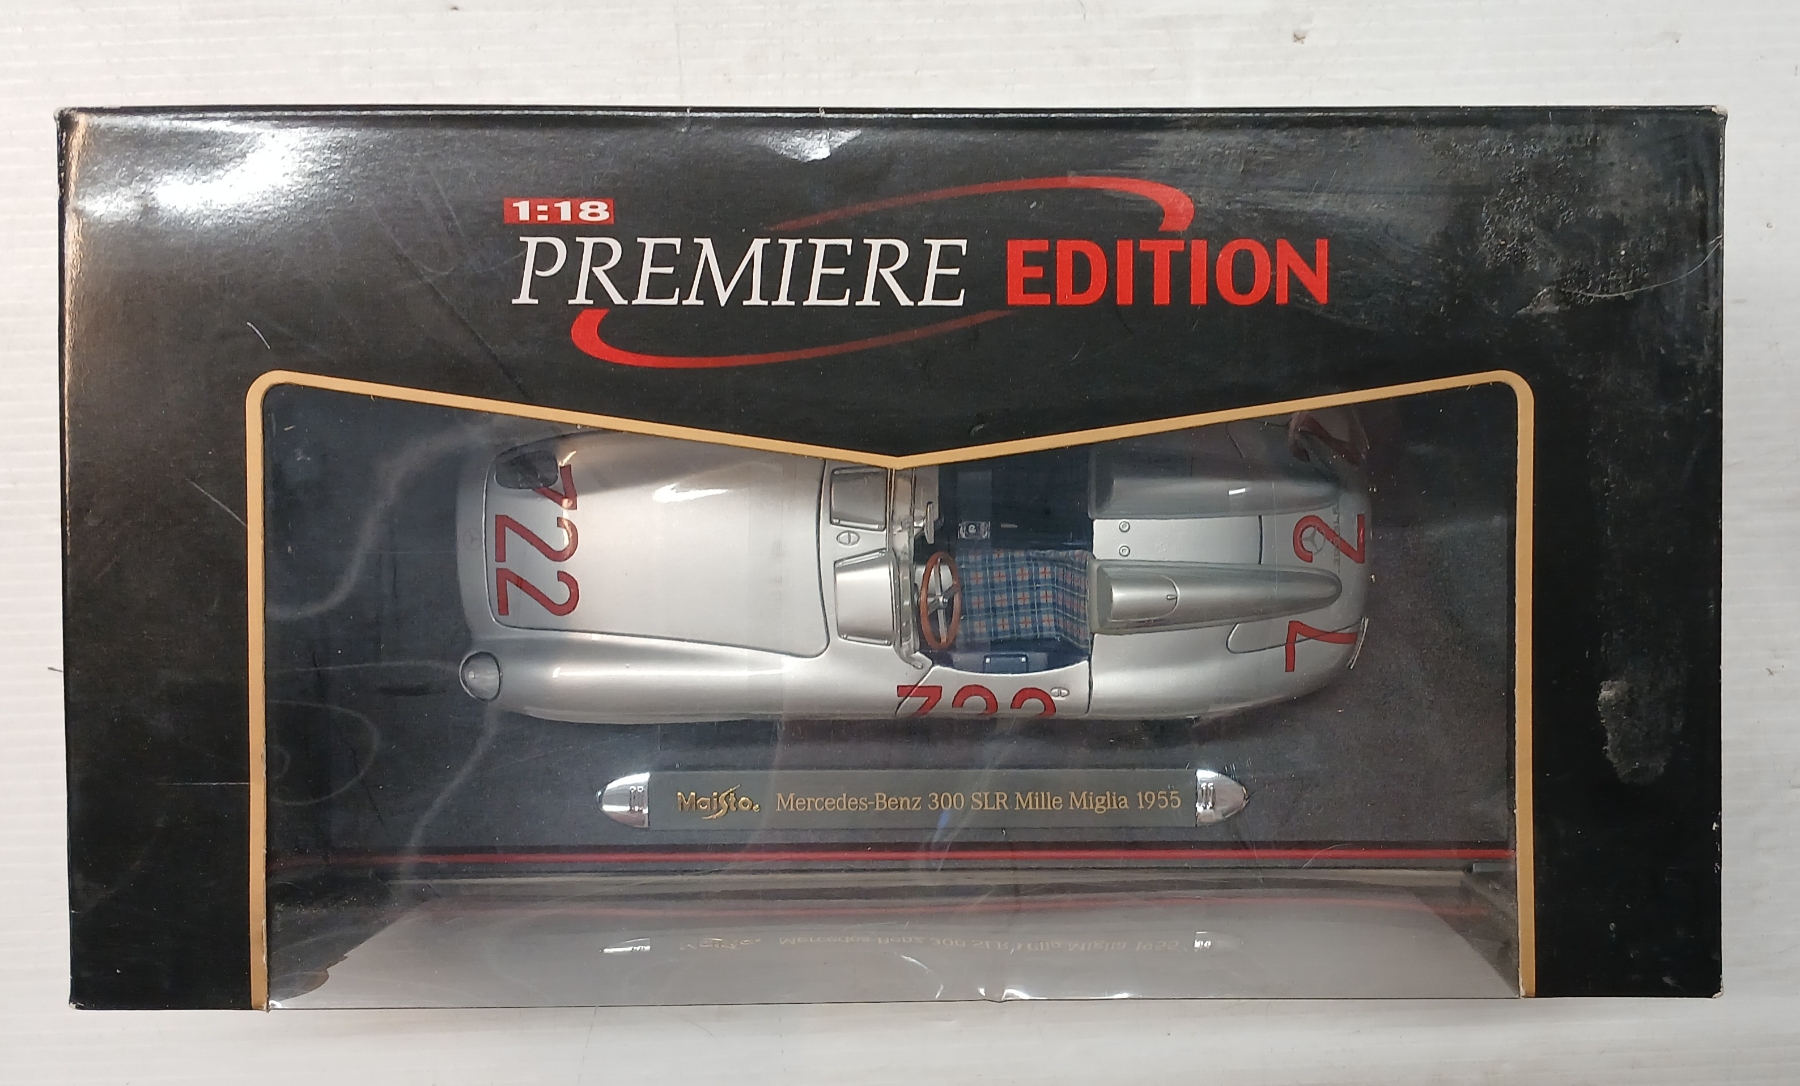 1:18
PREMIERE EDITION
722
722
722
Maisto. Mercedes-Benz 300 SLR Mille Miglia 1955